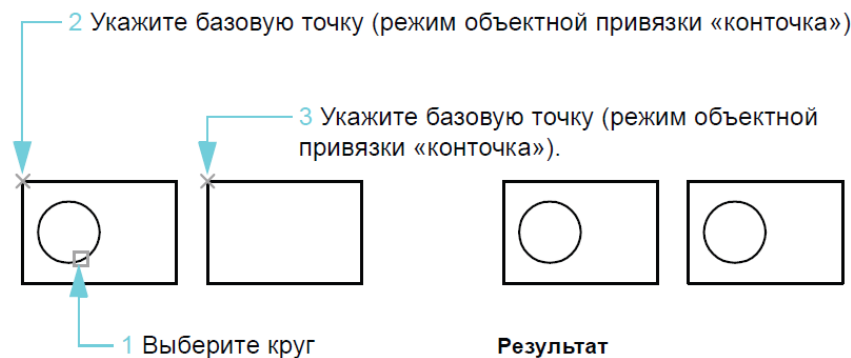 2 Укажите базовую точку (режим объектной привязки «конточка»)
3 Укажите базовую точку (режим объектной
привязки «конточка»).
1 Выберите круг
Результат